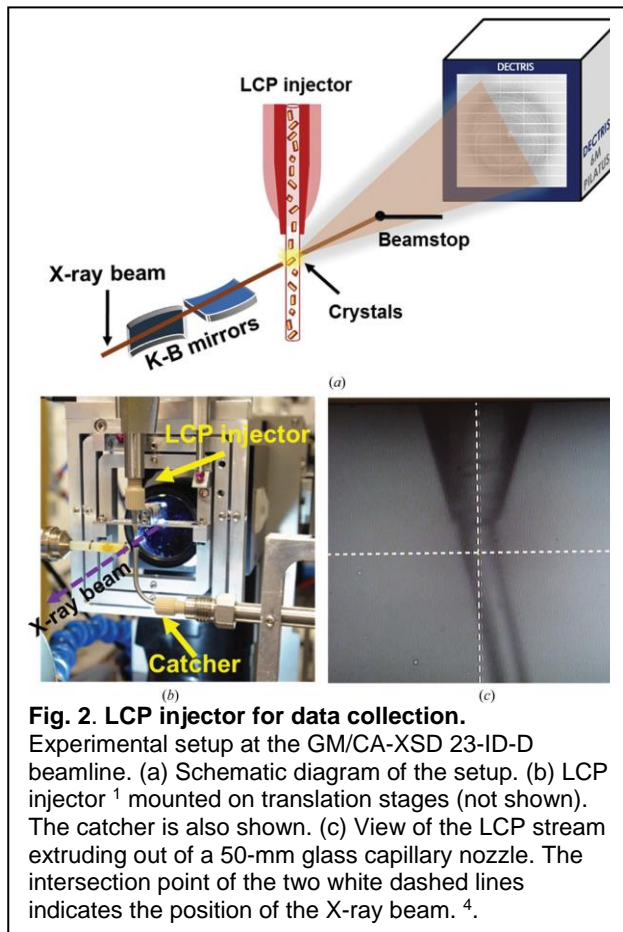 DECTRIS
LCP injector
DECTRIS
6M
PILATUS
Beamstop
X-ray beam
Crystals
K-B mirrors
(a)
LCP injector
X-ray beam
Catcher
(b)
(c)
Fig. 2. LCP injector for data collection.
Experimental setup at the GM/CA-XSD 23-ID-D
beamline. (a) Schematic diagram of the setup. (b) LCP
injector ¹ mounted on translation stages (not shown).
The catcher is also shown. (c) View of the LCP stream
extruding out of a 50-mm glass capillary nozzle. The
intersection point of the two white dashed lines
indicates the position of the X-ray beam. ⁴.